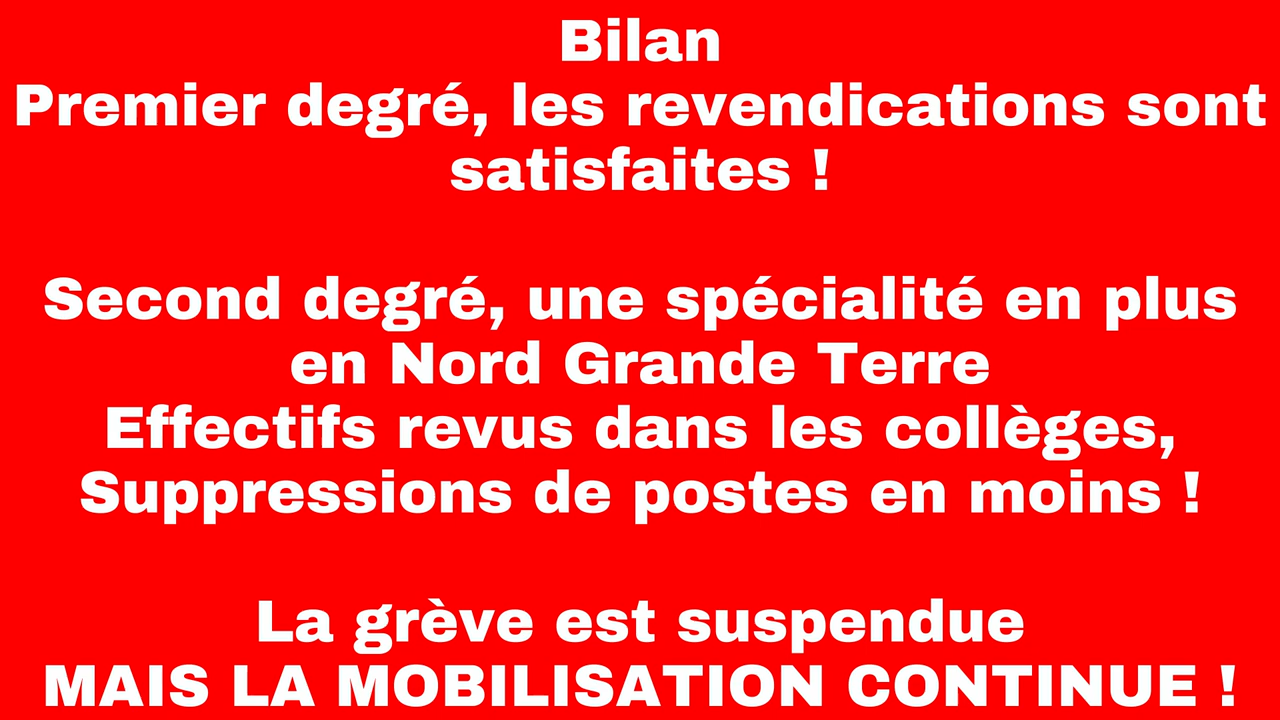 Bilan
Premier degré, les revendications sont
satisfaites !
Second degré, une spécialité en plus
en Nord Grande Terre
Effectifs revus dans les collèges,
Suppressions de postes en moins !
La grève est suspendue
MAIS LA MOBILISATION CONTINUE !